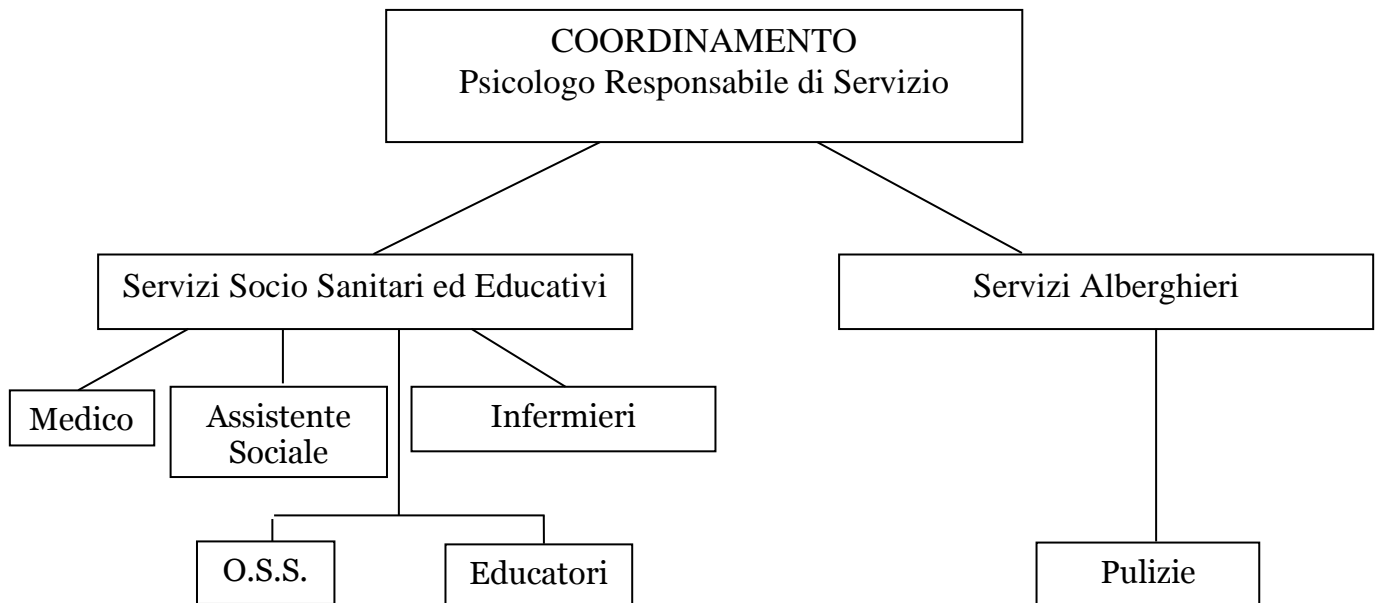 COORDINAMENTO
Psicologo Responsabile di Servizio
Servizi Socio Sanitari ed Educativi
Servizi Alberghieri
Medico
Assistente
Sociale
Infermieri
O.S.S.
Educatori
Pulizie